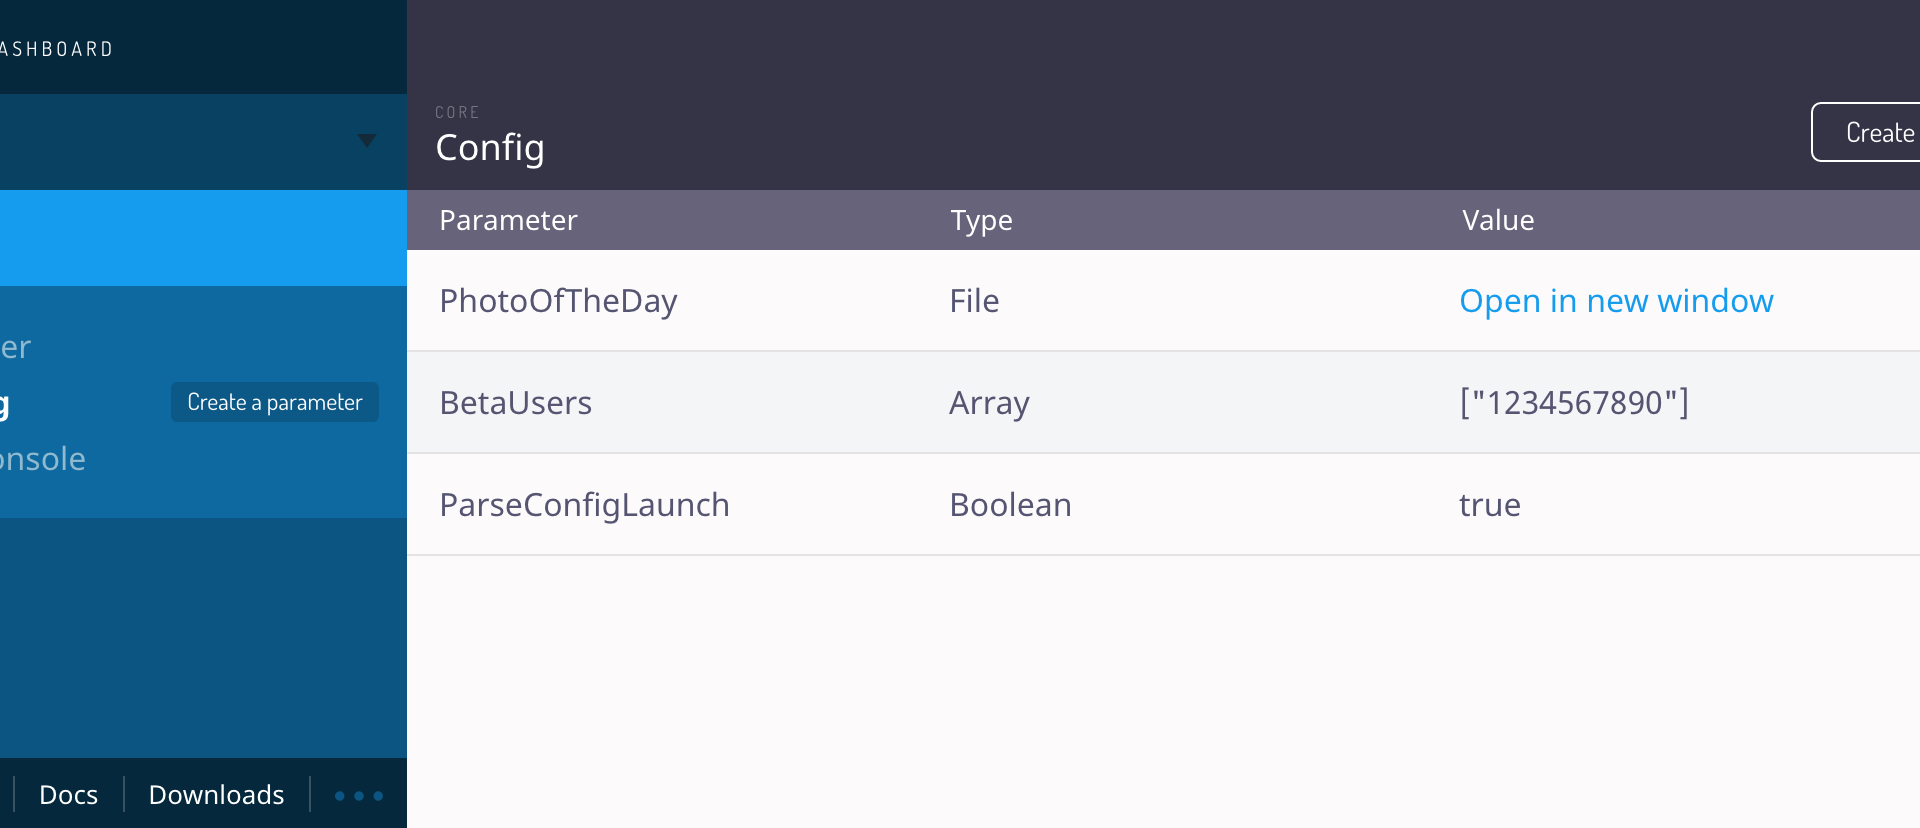 ASHBOARD
CORE
Config
Create
Parameter Type Value
PhotoOfTheDay File Open in new window
er
g Create a parameter
BetaUsers Array ["1234567890"]
onsole
ParseConfigLaunch Boolean true
Docs Downloads